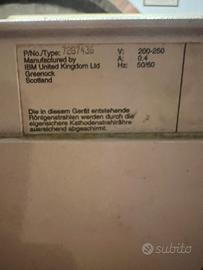 P/No./Type: 72G7436 V: 200-250
Manufactured by A: 0.4
IBM United Kingdom Ltd Hz: 50/60
Greenock
Scotland
Die in diesem Gerät entstehende
Röntgenstrahlen werden durch die
eigensichere Kathodenstrahlröhre
ausreichend abgeschirmt.
subito